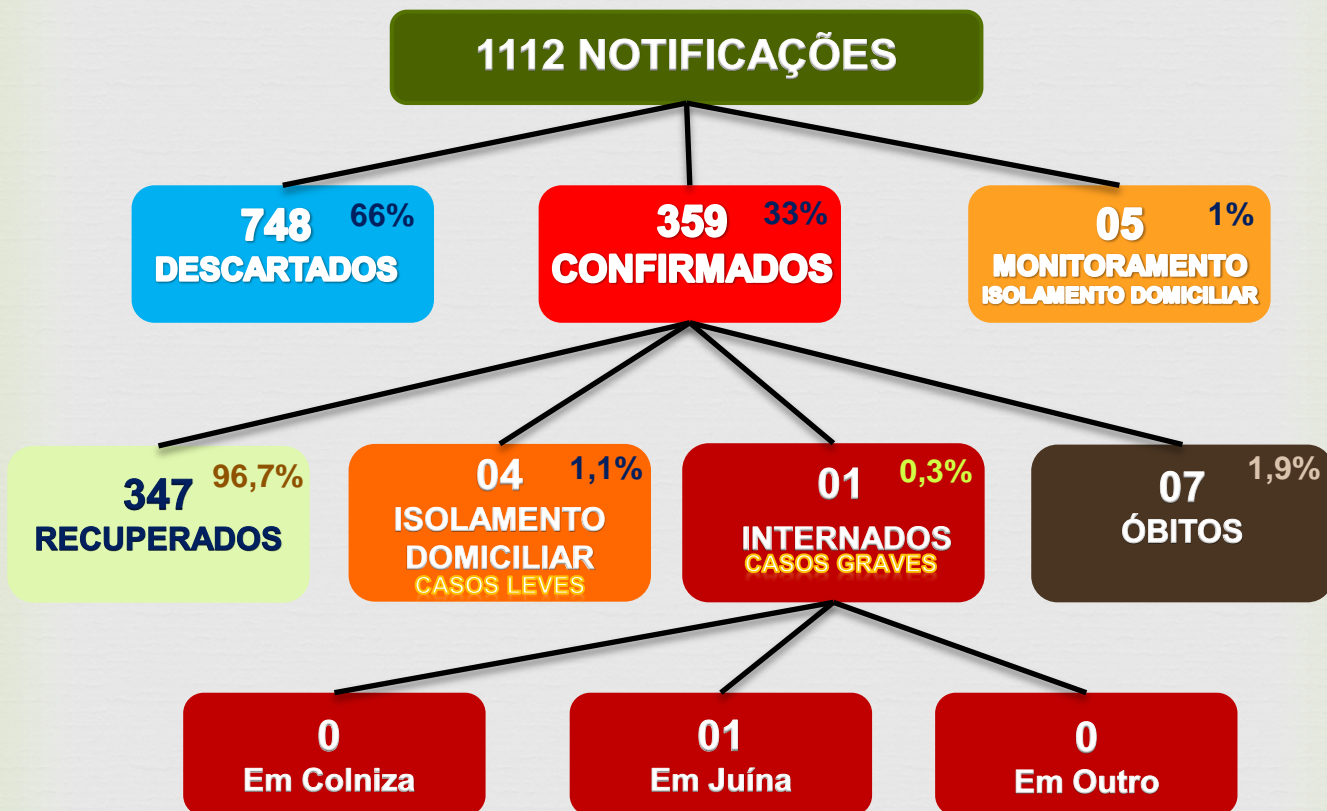 1112 NOTIFICAÇÕES
748 66%
DESCARTADOS
359 33%
CONFIRMADOS
05 1%
MONITORAMENTO
ISOLAMENTO DOMICILIAR
347 96,7%
RECUPERADOS
04 1,1%
ISOLAMENTO
DOMICILIAR
CASOS LEVES
01 0,3%
INTERNADOS
CASOS GRAVES
07 1,9%
ÓBITOS
0
Em Colniza
01
Em Juína
0
Em Outro